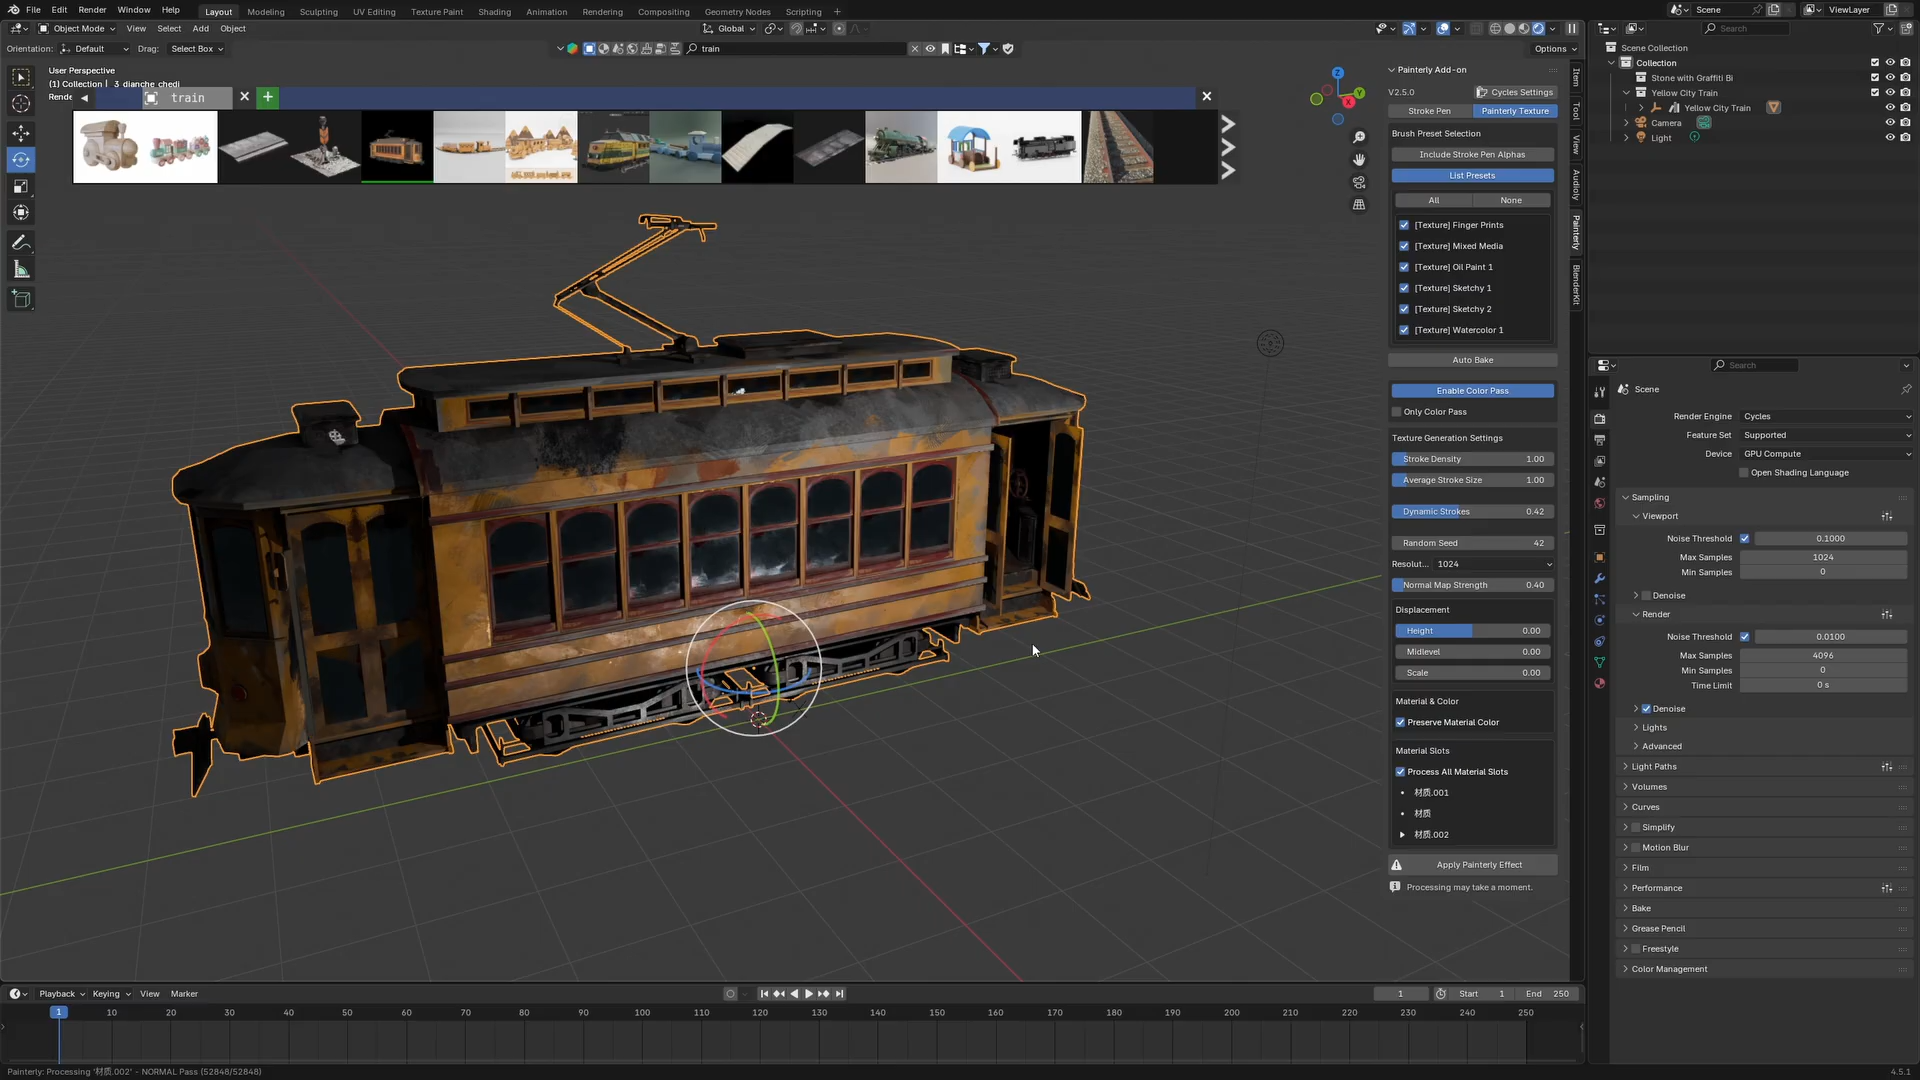 File Edit Render Window Help Layout Modeling Sculpting UV Editing Texture Paint Shading Animation Rendering Compositing Geometry Nodes Scripting + Scene ViewLayer
Object Mode View Select Add Object Global Search
Orientation: Default Drag: Select Box train Options
User Perspective
(1) Collection | 3_dianche_chedi
Rende
train
Painterly Add-on
V2.5.0 Cycles Settings
Stroke Pen Painterly Texture
Brush Preset Selection
Include Stroke Pen Alphas
List Presets
All None
[Texture] Finger Prints
[Texture] Mixed Media
[Texture] Oil Paint 1
[Texture] Sketchy 1
[Texture] Sketchy 2
[Texture] Watercolor 1
Auto Bake
Enable Color Pass
Only Color Pass
Texture Generation Settings
Stroke Density 1.00
Average Stroke Size 1.00
Dynamic Strokes 0.42
Random Seed 42
Resolut... 1024
Normal Map Strength 0.40
Displacement
Height 0.00
Midlevel 0.00
Scale 0.00
Material & Color
Preserve Material Color
Material Slots
Process All Material Slots
材质.001
材质
材质.002
Apply Painterly Effect
Processing may take a moment.
Item
Tool
View
Audioly
Painterly
BlenderKit
X
Y
Z
Scene Collection
Collection
Stone with Graffiti Bi
Yellow City Train
Yellow City Train
Camera
Light
Search
Scene
Render Engine Cycles
Feature Set Supported
Device GPU Compute
Open Shading Language
Sampling
Viewport
Noise Threshold 0.1000
Max Samples 1024
Min Samples 0
Denoise
Render
Noise Threshold 0.0100
Max Samples 4096
Min Samples 0
Time Limit 0 s
Denoise
Lights
Advanced
Light Paths
Volumes
Curves
Simplify
Motion Blur
Film
Performance
Bake
Grease Pencil
Freestyle
Color Management
Playback Keying View Marker 1 Start 1 End 250
1 10 20 30 40 50 60 70 80 90 100 110 120 130 140 150 160 170 180 190 200 210 220 230 240 250
Painterly: Processing '材质.002' - NORMAL Pass (52848/52848) 4.5.1